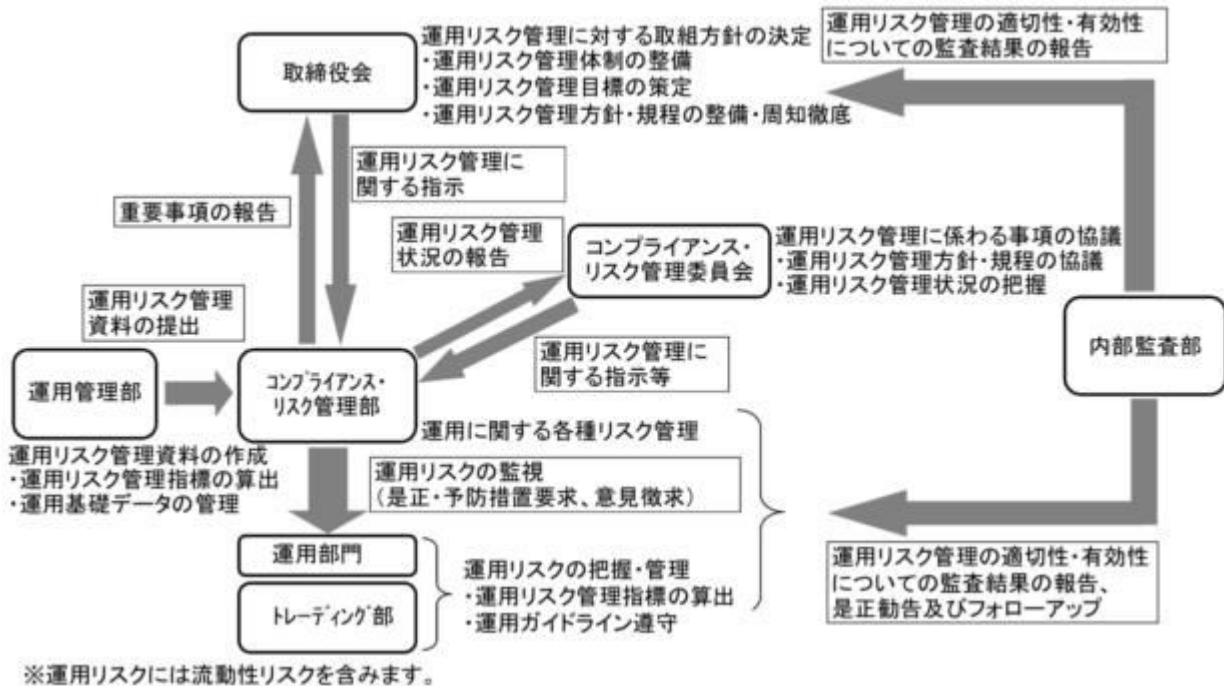 運用リスク管理に対する取組方針の決定
・運用リスク管理体制の整備
・運用リスク管理目標の策定
・運用リスク管理方針・規程の整備・周知徹底
運用リスク管理の適切性・有効性
についての監査結果の報告
取締役会
運用リスク管理に
関する指示
重要事項の報告
運用リスク管理
状況の報告
コンプライアンス・
リスク管理委員会
運用リスク管理に係わる事項の協議
・運用リスク管理方針・規程の協議
・運用リスク管理状況の把握
運用リスク管理
資料の提出
運用リスク管理に
関する指示等
内部監査部
運用管理部
コンプライアンス・
リスク管理部
運用に関する各種リスク管理
運用リスク管理資料の作成
・運用リスク管理指標の算出
・運用基礎データの管理
運用リスクの監視
（是正・予防措置要求、意見徴求）
運用部門
トレーディング部
運用リスクの把握・管理
・運用リスク管理指標の算出
・運用ガイドライン遵守
運用リスク管理の適切性・有効性
についての監査結果の報告、
是正勧告及びフォローアップ
※運用リスクには流動性リスクを含みます。